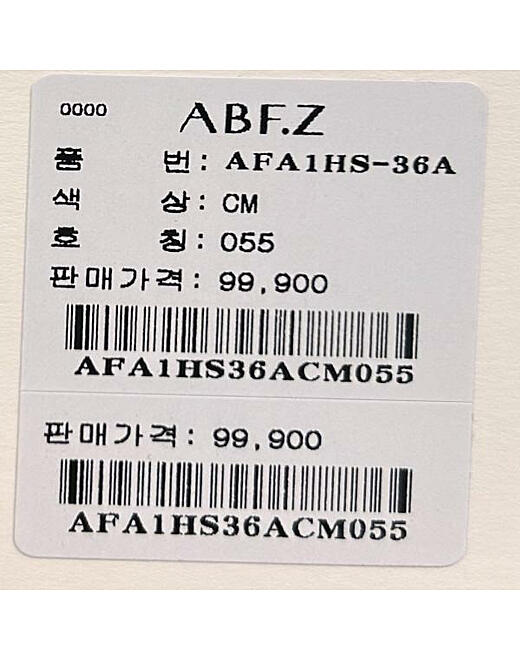 0000 ABF.Z
품 번: AFA1HS-36A
색 상: CM
호 칭: 055
판매가격: 99,900
AFA1HS36ACM055
판매가격: 99,900
AFA1HS36ACM055